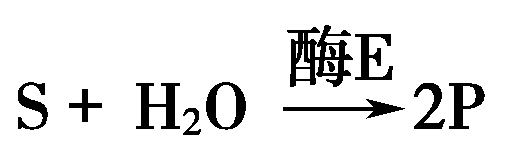 S + H₂O 酶E → 2P